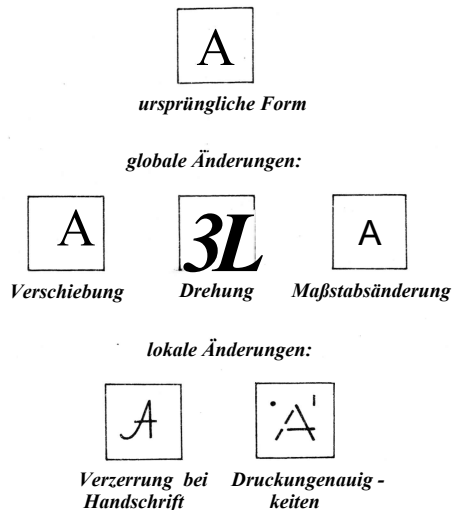 A
ursprüngliche Form
globale Änderungen:
A 3L A
Verschiebung Drehung Maßstabsänderung
lokale Änderungen:
A A
Verzerrung bei Druckungenauig -
Handschrift keiten